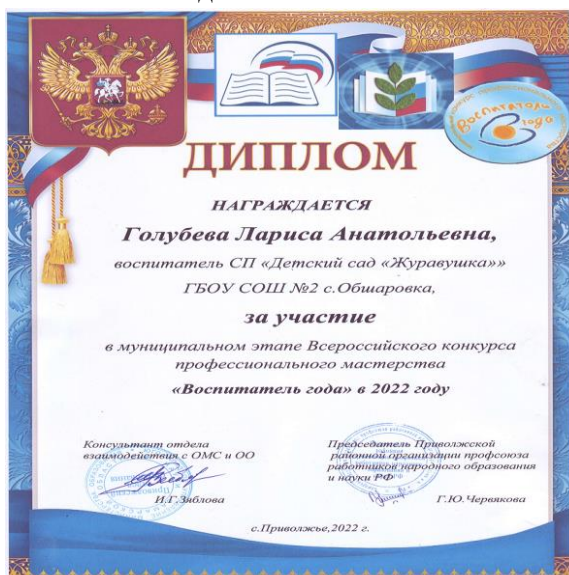 Воспитатель
года
ДИПЛОМ
НАГРАЖДАЕТСЯ
Голубева Лариса Анатольевна,
воспитатель СП «Детский сад «Журавушка»»
ГБОУ СОШ №2 с.Обшаровка,
за участие
в муниципальном этапе Всероссийского конкурса
профессионального мастерства
«Воспитатель года» в 2022 году
Консультант отдела
взаимодействия с ОМС и ОО
И.Г.Зяблова
Председатель Приволжской
районной организации профсоюза
работников народного образования
и науки РФ
Г.Ю.Червякова
с.Приволжье,2022 г.